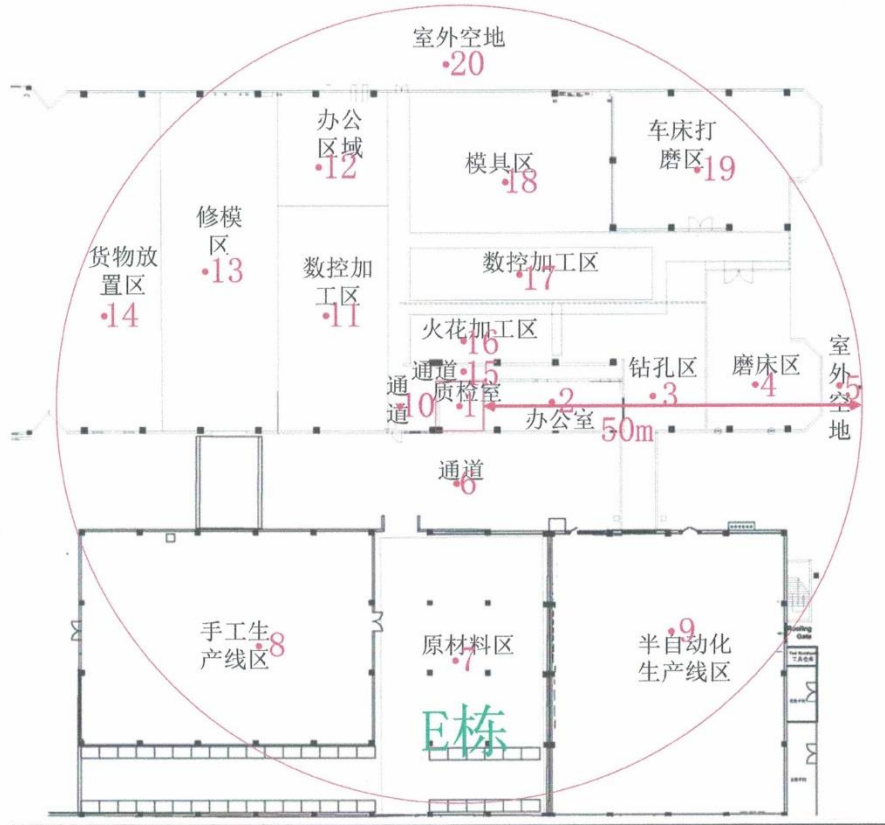 室外空地
20
办公
区域
12
模具区
18
车床打
磨区
19
修模
区
13
货物放
置区
14
数控加
工区
11
数控加工区
17
火花加工区
16
通道
15
通
道
10
质检室
1
2
办公室
钻孔区
3
磨床区
4
室
外
空
地
5
50m
通道
6
手工生
产线区
8
原材料区
7
半自动化
生产线区
9
E栋
Rolling
Gate